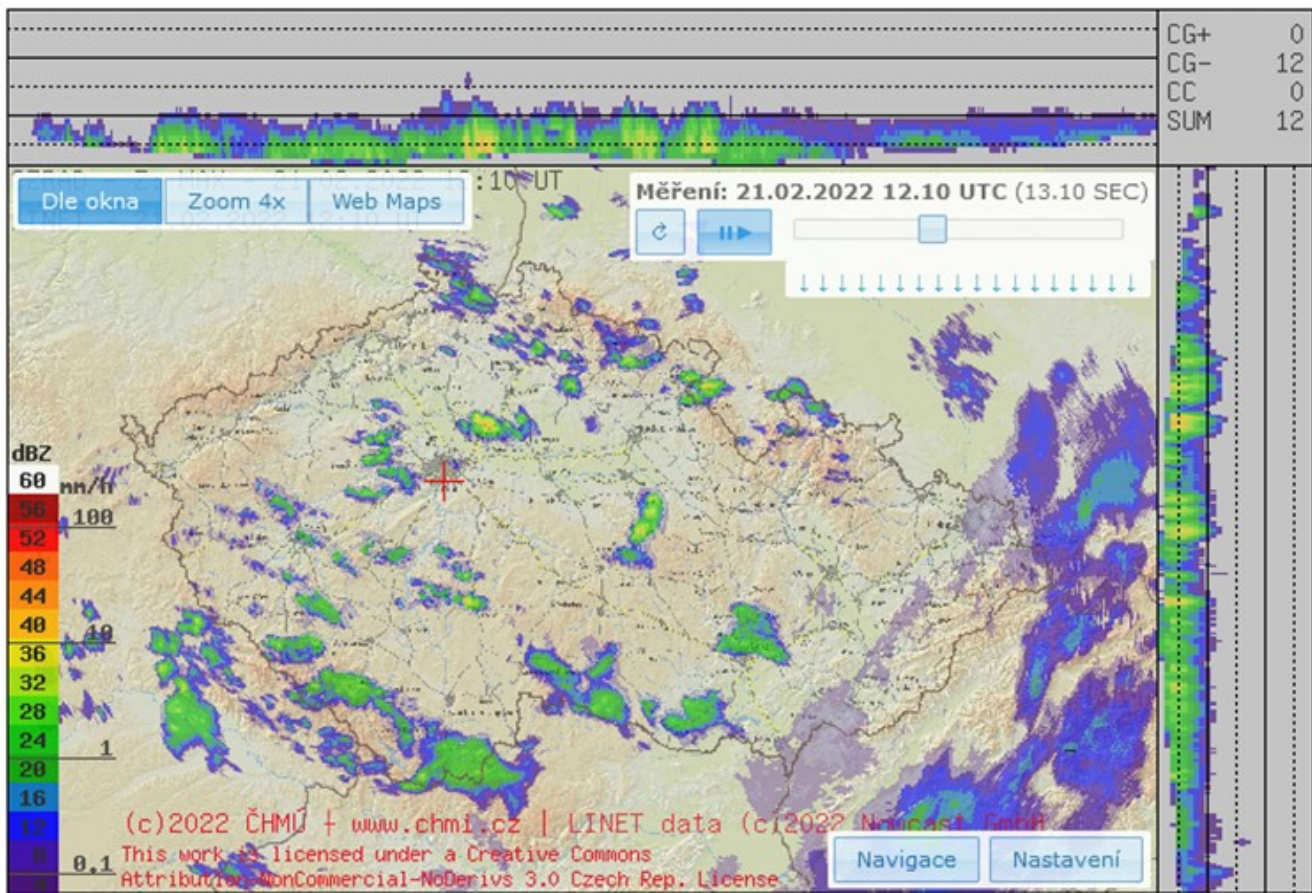 CG+ 0
CG- 12
CC 0
SUM 12
Dle okna
Zoom 4x
Web Maps
Měření: 21.02.2022 12.10 UTC (13.10 SEC)
↓ ↓ ↓ ↓ ↓ ↓ ↓ ↓ ↓ ↓ ↓ ↓ ↓ ↓ ↓ ↓ ↓ ↓
dBZ
60 mm/h
56
100
52
48
44
40
10
36
32
28
24
1
20
16
12
8
0.1
4
(c)2022 ČHMÚ + www.chmi.cz | LINET data (c)2022 Nowcast GmbH
This work is licensed under a Creative Commons
Attribution-NonCommercial-NoDerivs 3.0 Czech Rep. License
Navigace
Nastavení